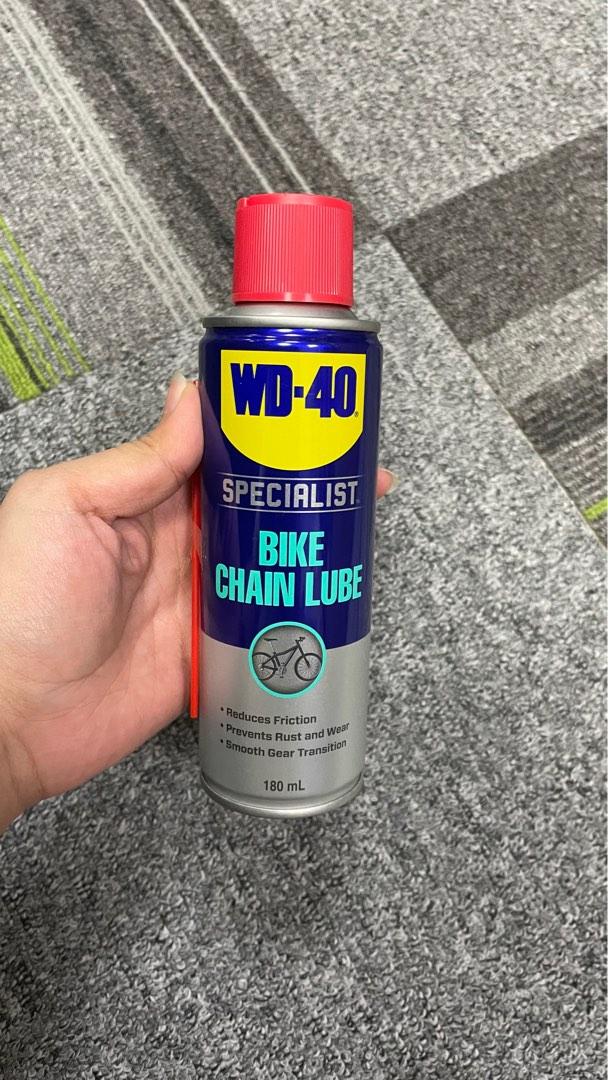 WD-40®
SPECIALIST
BIKE
CHAIN LUBE
• Reduces Friction
• Prevents Rust and Wear
• Smooth Gear Transition
180 mL